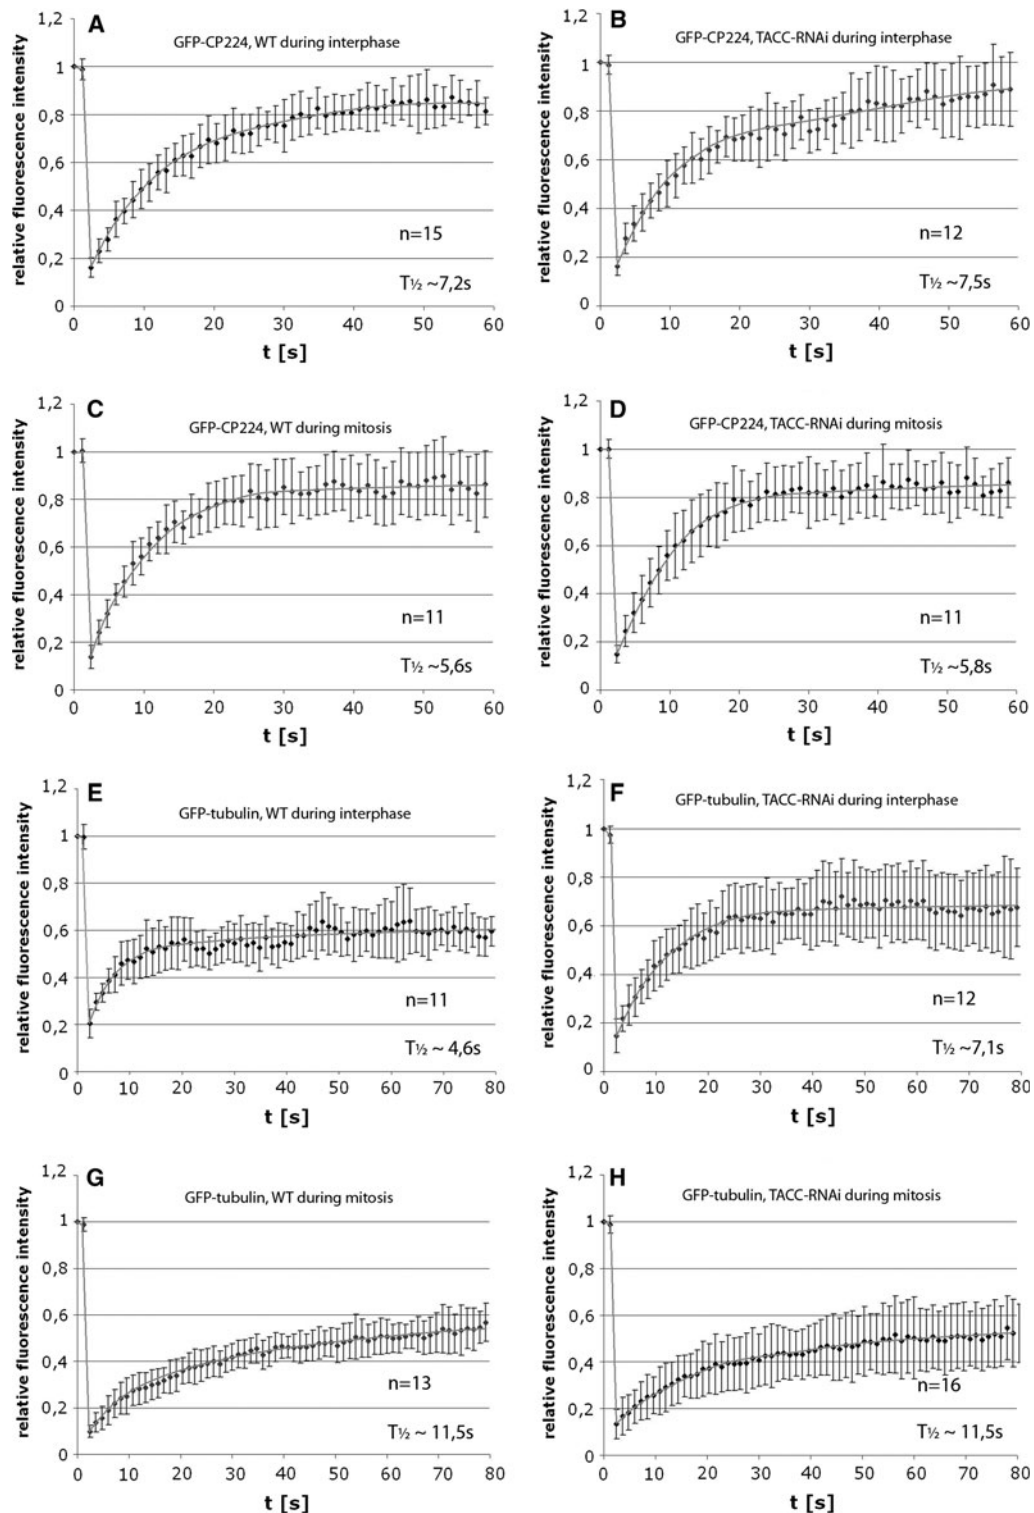 A
GFP-CP224, WT during interphase
relative fluorescence intensity
1,2
1
0,8
0,6
0,4
0,2
0
n=15
T½ ~7,2s
0 10 20 30 40 50 60
t [s]
B
GFP-CP224, TACC-RNAi during interphase
relative fluorescence intensity
1,2
1
0,8
0,6
0,4
0,2
0
n=12
T½ ~7,5s
0 10 20 30 40 50 60
t [s]
C
GFP-CP224, WT during mitosis
relative fluorescence intensity
1,2
1
0,8
0,6
0,4
0,2
0
n=11
T½ ~5,6s
0 10 20 30 40 50 60
t [s]
D
GFP-CP224, TACC-RNAi during mitosis
relative fluorescence intensity
1,2
1
0,8
0,6
0,4
0,2
0
n=11
T½ ~5,8s
0 10 20 30 40 50 60
t [s]
E
GFP-tubulin, WT during interphase
relative fluorescence intensity
1,2
1
0,8
0,6
0,4
0,2
0
n=11
T½ ~ 4,6s
0 10 20 30 40 50 60 70 80
t [s]
F
GFP-tubulin, TACC-RNAi during interphase
relative fluorescence intensity
1,2
1
0,8
0,6
0,4
0,2
0
n=12
T½ ~7,1s
0 10 20 30 40 50 60 70 80
t [s]
G
GFP-tubulin, WT during mitosis
relative fluorescence intensity
1,2
1
0,8
0,6
0,4
0,2
0
n=13
T½ ~ 11,5s
0 10 20 30 40 50 60 70 80
t [s]
H
GFP-tubulin, TACC-RNAi during mitosis
relative fluorescence intensity
1,2
1
0,8
0,6
0,4
0,2
0
n=16
T½ ~ 11,5s
0 10 20 30 40 50 60 70 80
t [s]